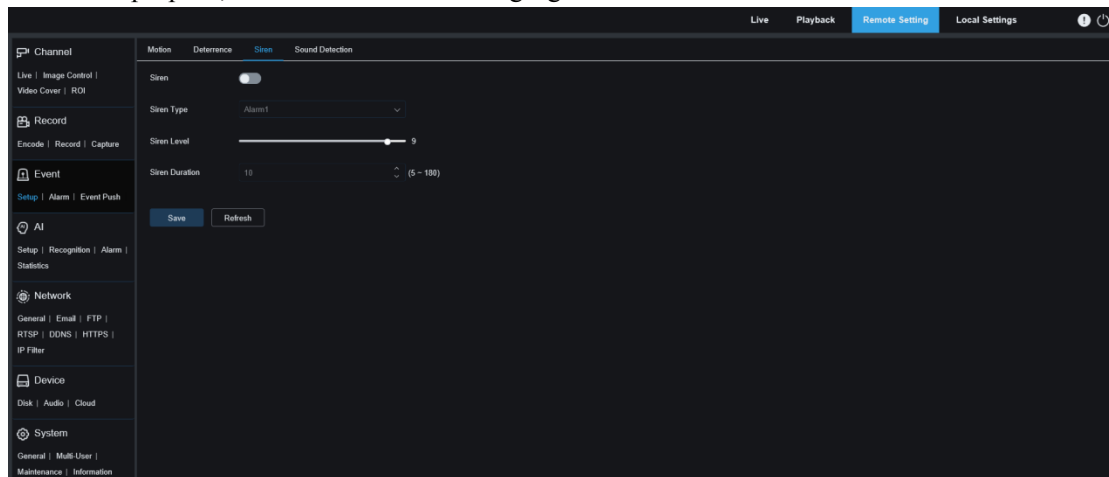 Live Playback Remote Setting Local Settings
Channel
Live | Image Control |
Video Cover | ROI
Record
Encode | Record | Capture
Event
Setup | Alarm | Event Push
AI
Setup | Recognition | Alarm |
Statistics
Network
General | Email | FTP |
RTSP | DDNS | HTTPS |
IP Filter
Device
Disk | Audio | Cloud
System
General | Multi-User |
Maintenance | Information
Motion Deterrence Siren Sound Detection
Siren
Siren Type Alarm1
Siren Level 9
Siren Duration 10 (5 ~ 180)
Save Refresh